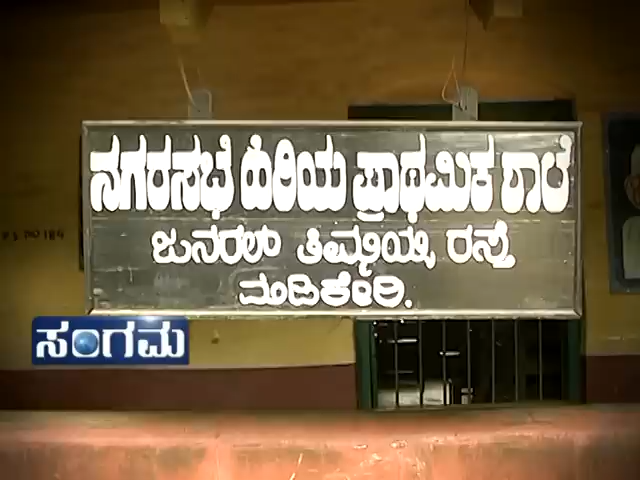 ನಗರಸಭೆ ಹಿರಿಯ ಪ್ರಾಥಮಿಕ ಶಾಲೆ
ಜನರಲ್ ತಿಮ್ಮಯ್ಯ ರಸ್ತೆ
ಮಡಿಕೇರಿ.
ಸಂಗಮ